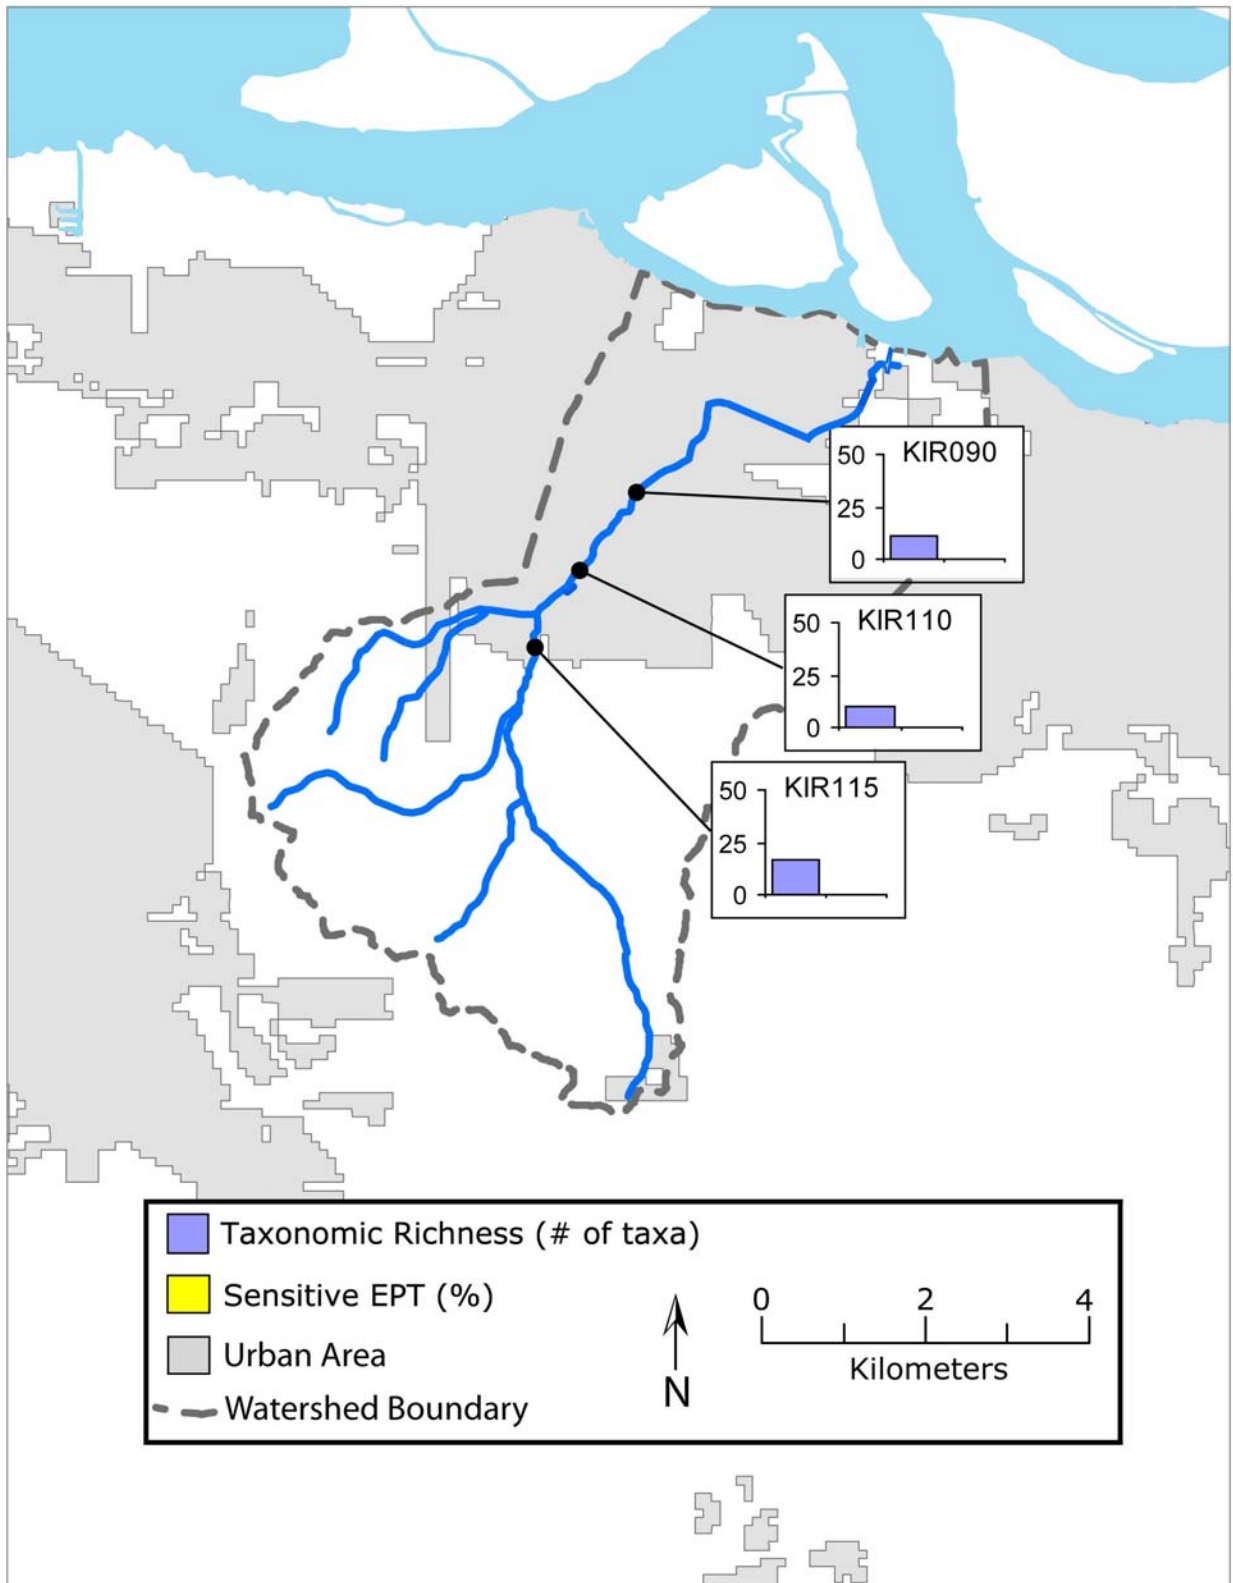 KIR090
50
25
0
KIR110
50
25
0
KIR115
50
25
0
Taxonomic Richness (# of taxa)
Sensitive EPT (%)
Urban Area
Watershed Boundary
N
0 2 4
Kilometers